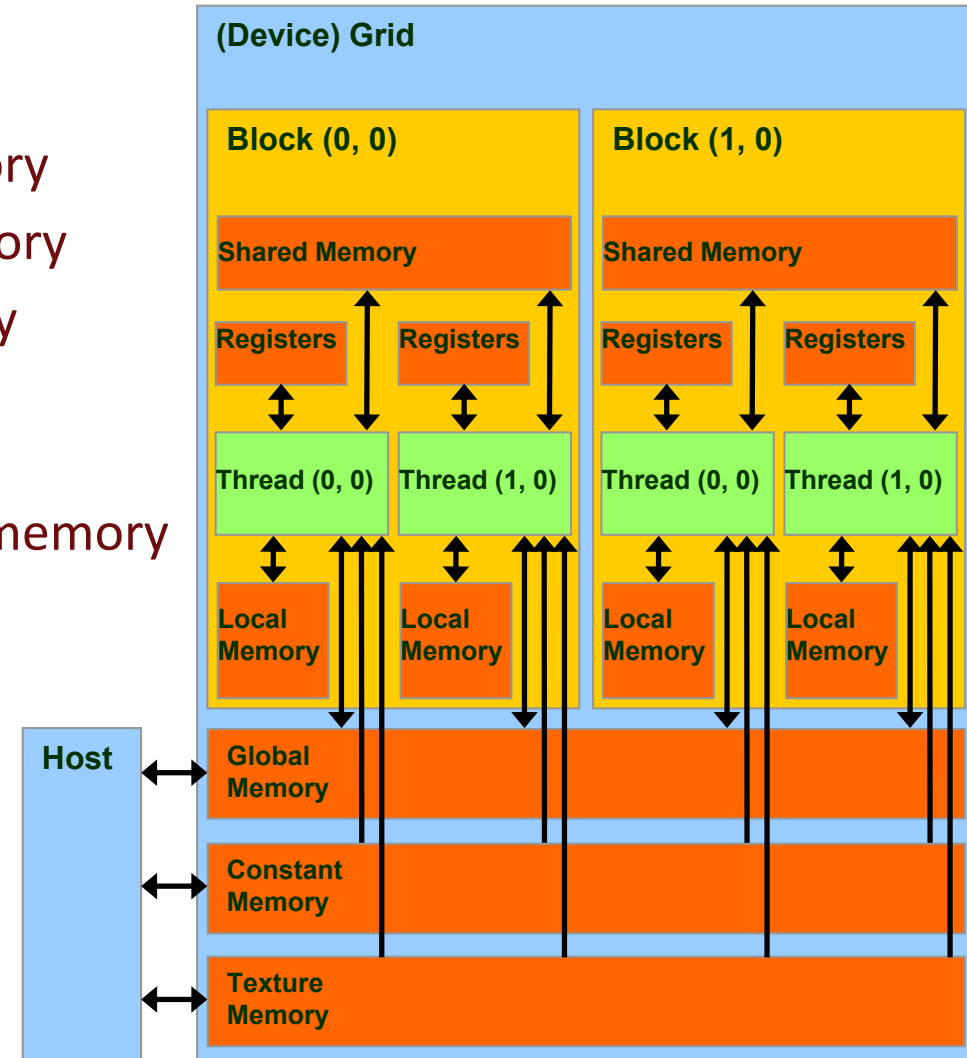 ory
ory
y
memory
(Device) Grid
Block (0, 0)
Shared Memory
Registers
Registers
Thread (0, 0)
Thread (1, 0)
Local
Memory
Local
Memory
Block (1, 0)
Shared Memory
Registers
Registers
Thread (0, 0)
Thread (1, 0)
Local
Memory
Local
Memory
Host
Global
Memory
Constant
Memory
Texture
Memory